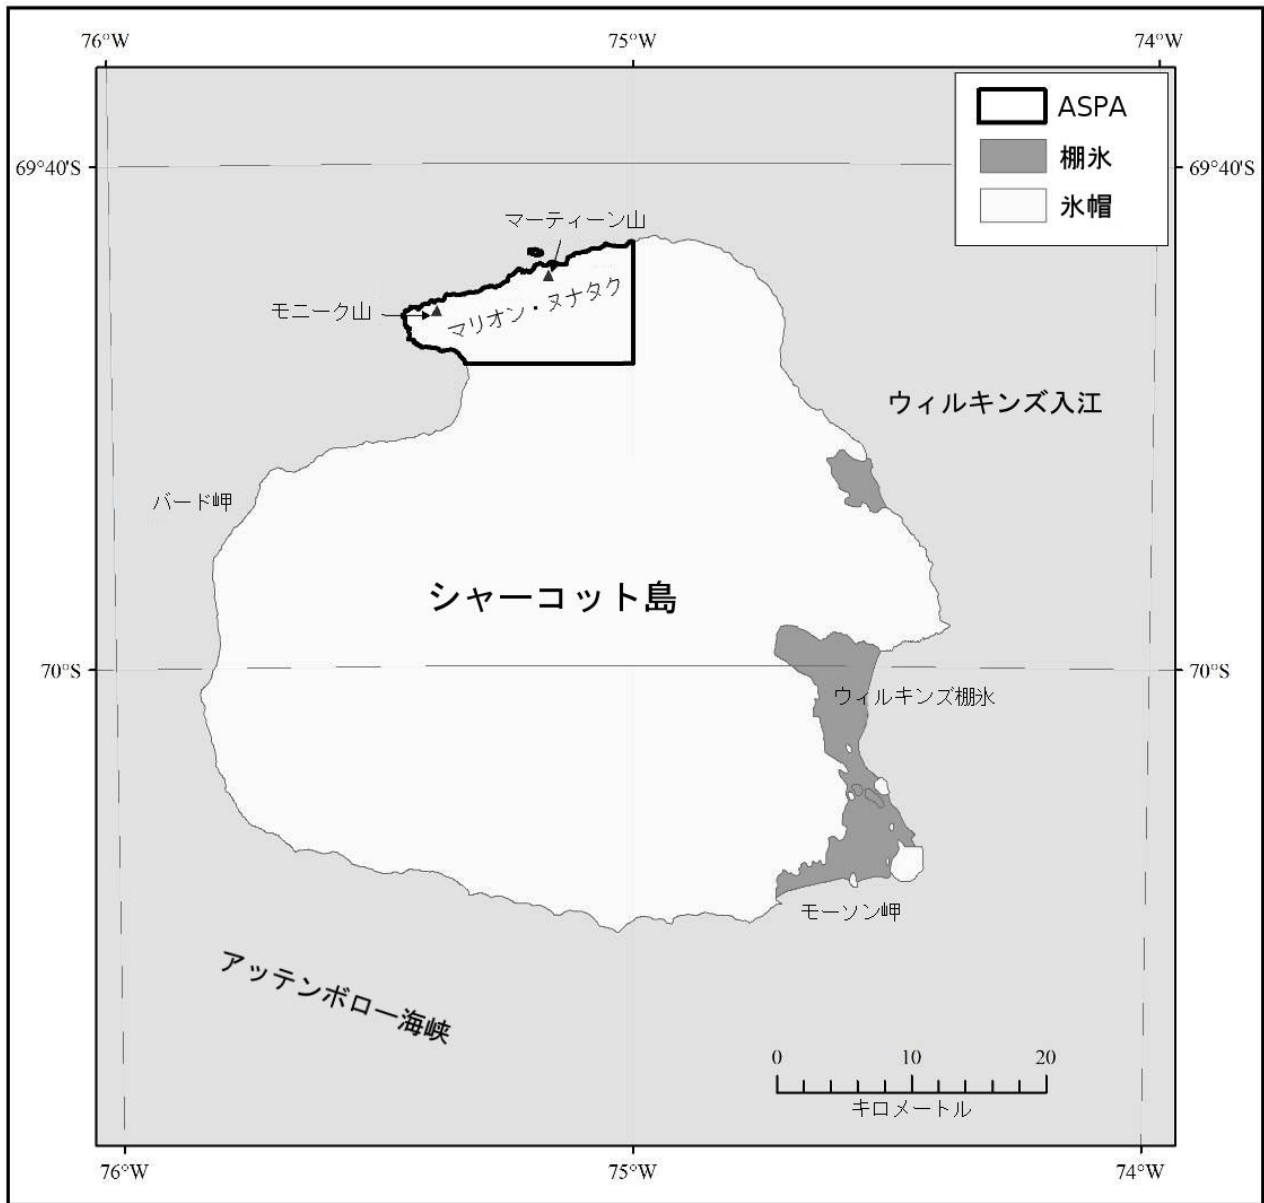 76°W
75°W
74°W
ASPA
棚氷
氷帽
69°40'S
69°40'S
マーティーン山
モニーク山
マリオン・ヌナタク
ウィルキンズ入江
バード岬
シャーコット島
70°S
70°S
ウィルキンズ棚氷
モーソン岬
アッテンボロー海峡
0
10
20
キロメートル
76°W
75°W
74°W